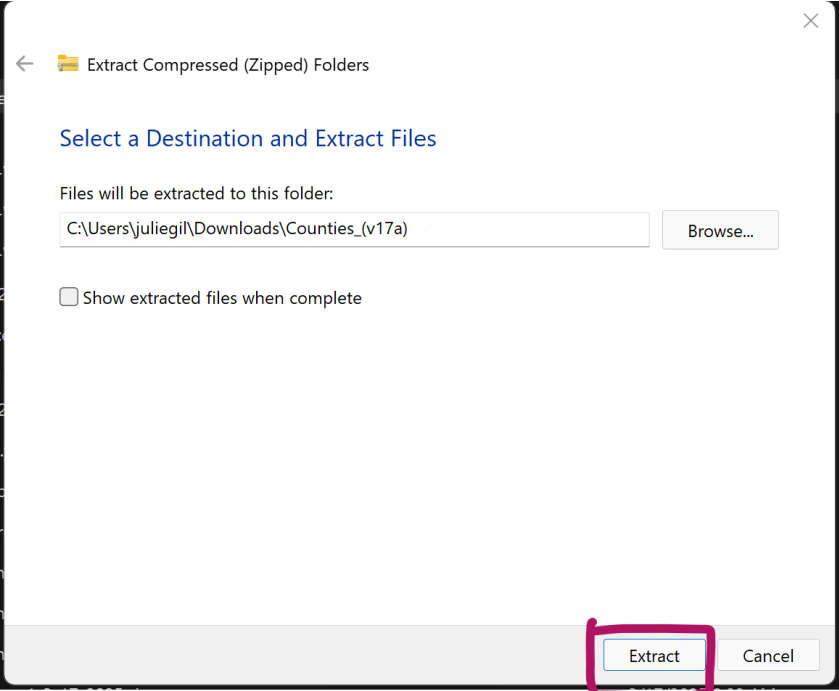 Extract Compressed (Zipped) Folders
Select a Destination and Extract Files
Files will be extracted to this folder:
C:\Users\juliegil\Downloads\Counties_(v17a)
Browse...
Show extracted files when complete
Extract
Cancel